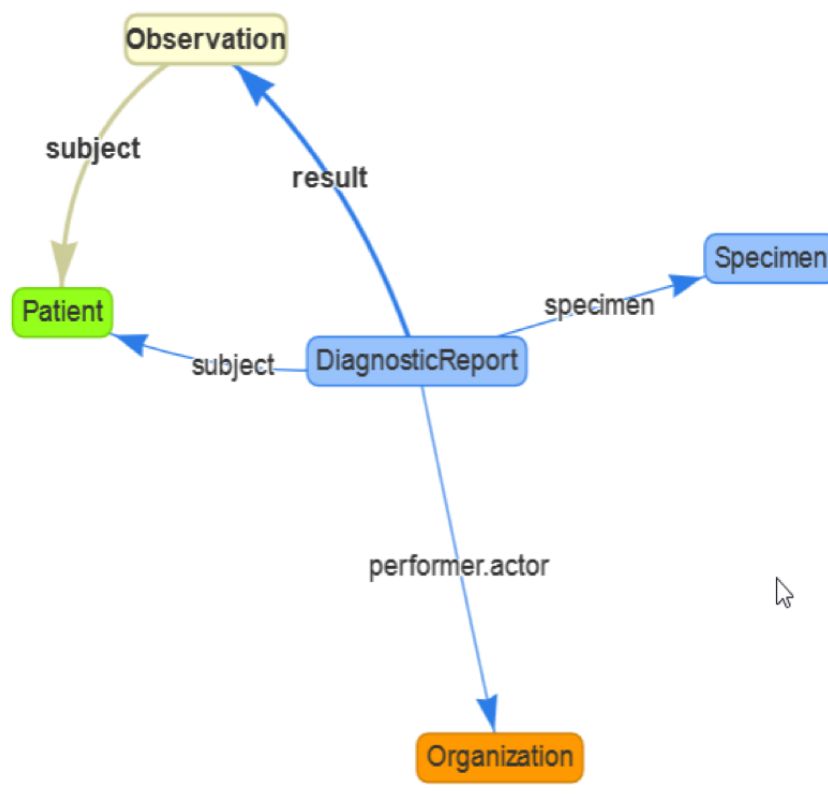 Observation
subject
result
Specimen
specimen
Patient
DiagnosticReport
subject
performer.actor
Organization